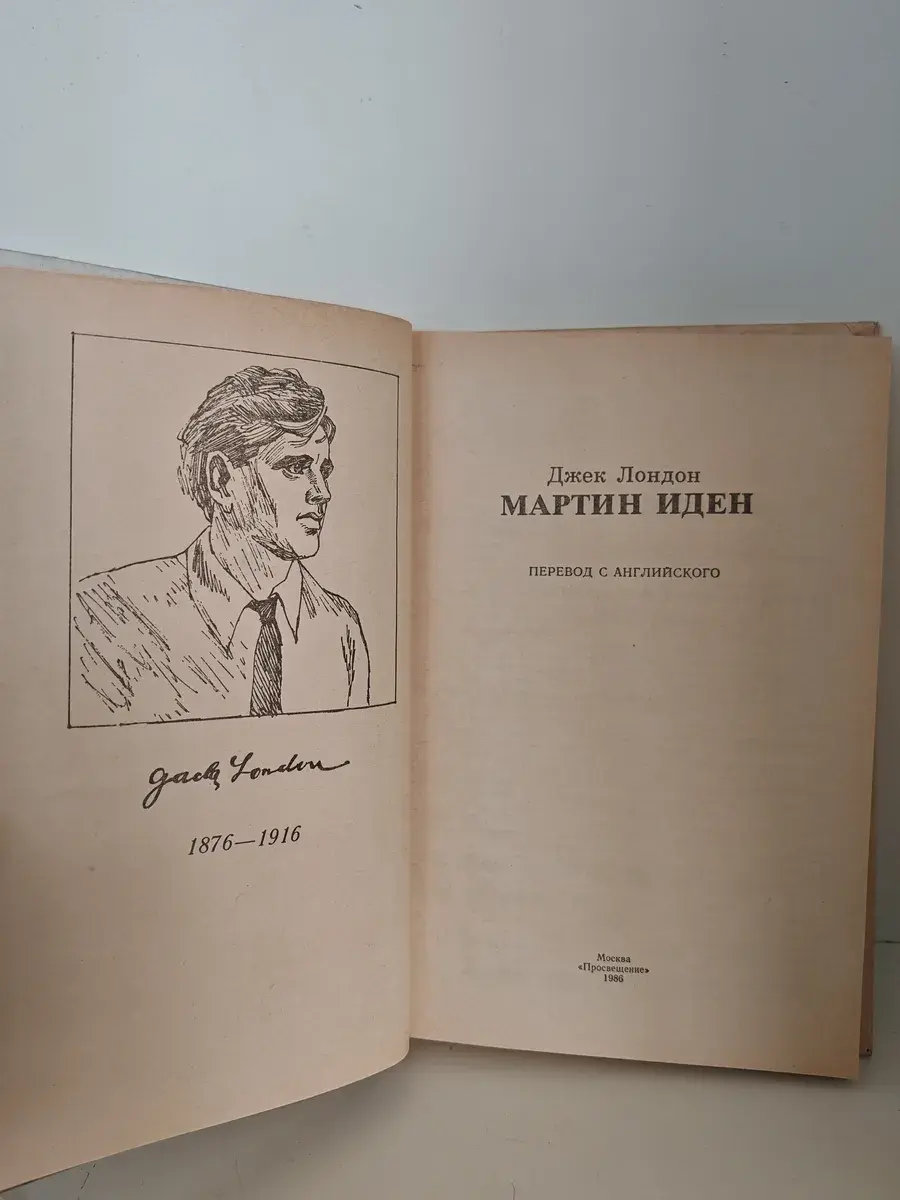 Jack London
1876—1916
Джек Лондон
МАРТИН ИДЕН
ПЕРЕВОД С АНГЛИЙСКОГО
Москва
«Просвещение»
1986